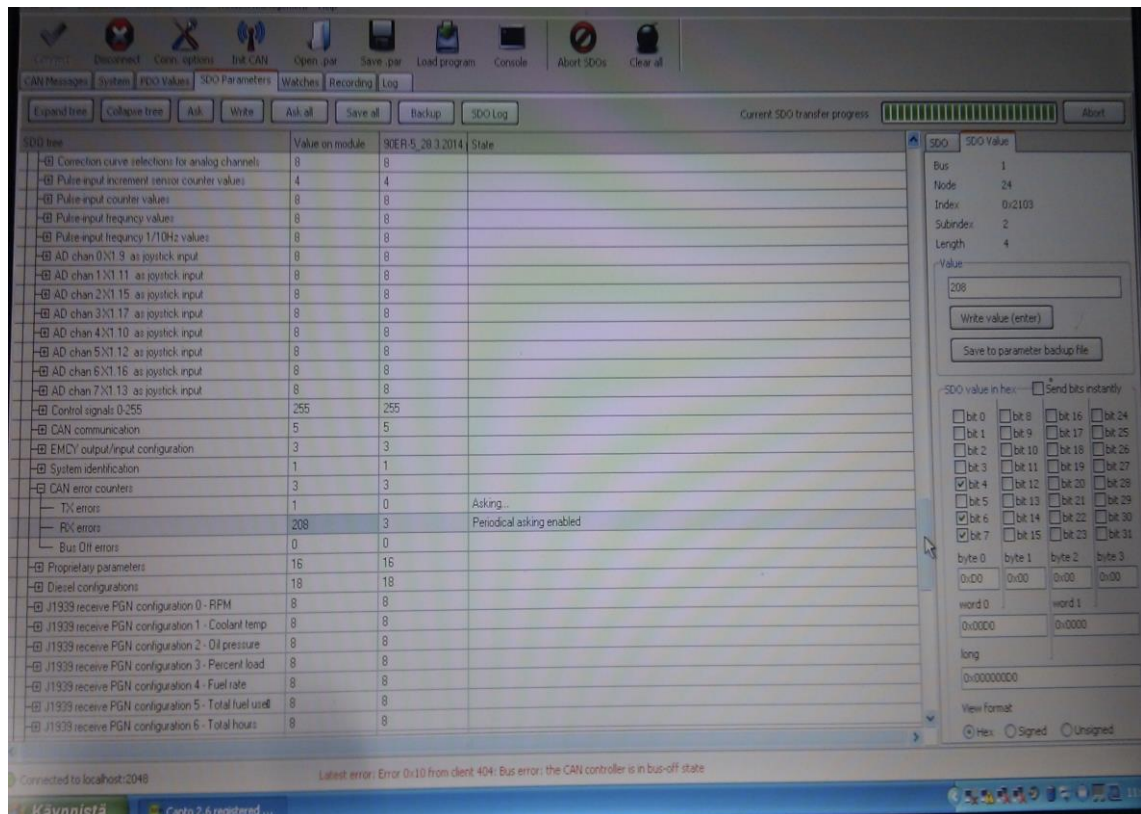 Connect Disconnect Conn. options Init CAN Open .par Save .par Load program Console Abort SDOs Clear all
CAN Messages System PDO Values SDO Parameters Watches Recording Log
Expand tree Collapse tree Ask Write Ask all Save all Backup SDO Log Current SDO transfer progress Abort
SDO tree Value on module 90ER-5_28.3.2014 State
Correction curve selections for analog channels 8 8
Pulse-input increment sensor counter values 4 4
Pulse-input counter values 8 8
Pulse-input frequncy values 8 8
Pulse-input frequncy 1/10Hz values 8 8
AD chan 0 X1.9 as joystick input 8 8
AD chan 1 X1.11 as joystick input 8 8
AD chan 2 X1.15 as joystick input 8 8
AD chan 3 X1.17 as joystick input 8 8
AD chan 4 X1.10 as joystick input 8 8
AD chan 5 X1.12 as joystick input 8 8
AD chan 6 X1.16 as joystick input 8 8
AD chan 7 X1.13 as joystick input 8 8
Control signals 0-255 255 255
CAN communication 5 5
EMCY output/input configuration 3 3
System identification 1 1
CAN error counters 3 3
TX errors 1 0 Asking...
RX errors 208 3 Periodical asking enabled
Bus Off errors 0 0
Proprietary parameters 16 16
Diesel configurations 18 18
J1939 receive PGN configuration 0 - RPM 8 8
J1939 receive PGN configuration 1 - Coolant temp 8 8
J1939 receive PGN configuration 2 - Oil pressure 8 8
J1939 receive PGN configuration 3 - Percent load 8 8
J1939 receive PGN configuration 4 - Fuel rate 8 8
J1939 receive PGN configuration 5 - Total fuel used 8 8
J1939 receive PGN configuration 6 - Total hours 8 8
SDO SDO Value
Bus 1
Node 24
Index 0x2103
Subindex 2
Length 4
Value
208
Write value (enter)
Save to parameter backup file
SDO value in hex Send bits instantly
bit 0 bit 8 bit 16 bit 24
bit 1 bit 9 bit 17 bit 25
bit 2 bit 10 bit 18 bit 26
bit 3 bit 11 bit 19 bit 27
bit 4 bit 12 bit 20 bit 28
bit 5 bit 13 bit 21 bit 29
bit 6 bit 14 bit 22 bit 30
bit 7 bit 15 bit 23 bit 31
byte 0 byte 1 byte 2 byte 3
0xD0 0x00 0x00 0x00
word 0 word 1
0x00D0 0x0000
long
0x000000D0
View format
Hex Signed Unsigned
Connected to localhost:2048 Latest error: Error 0x10 from client 404: Bus error: the CAN controller is in bus-off state
Käynnistä Canto 2.6 registered ...